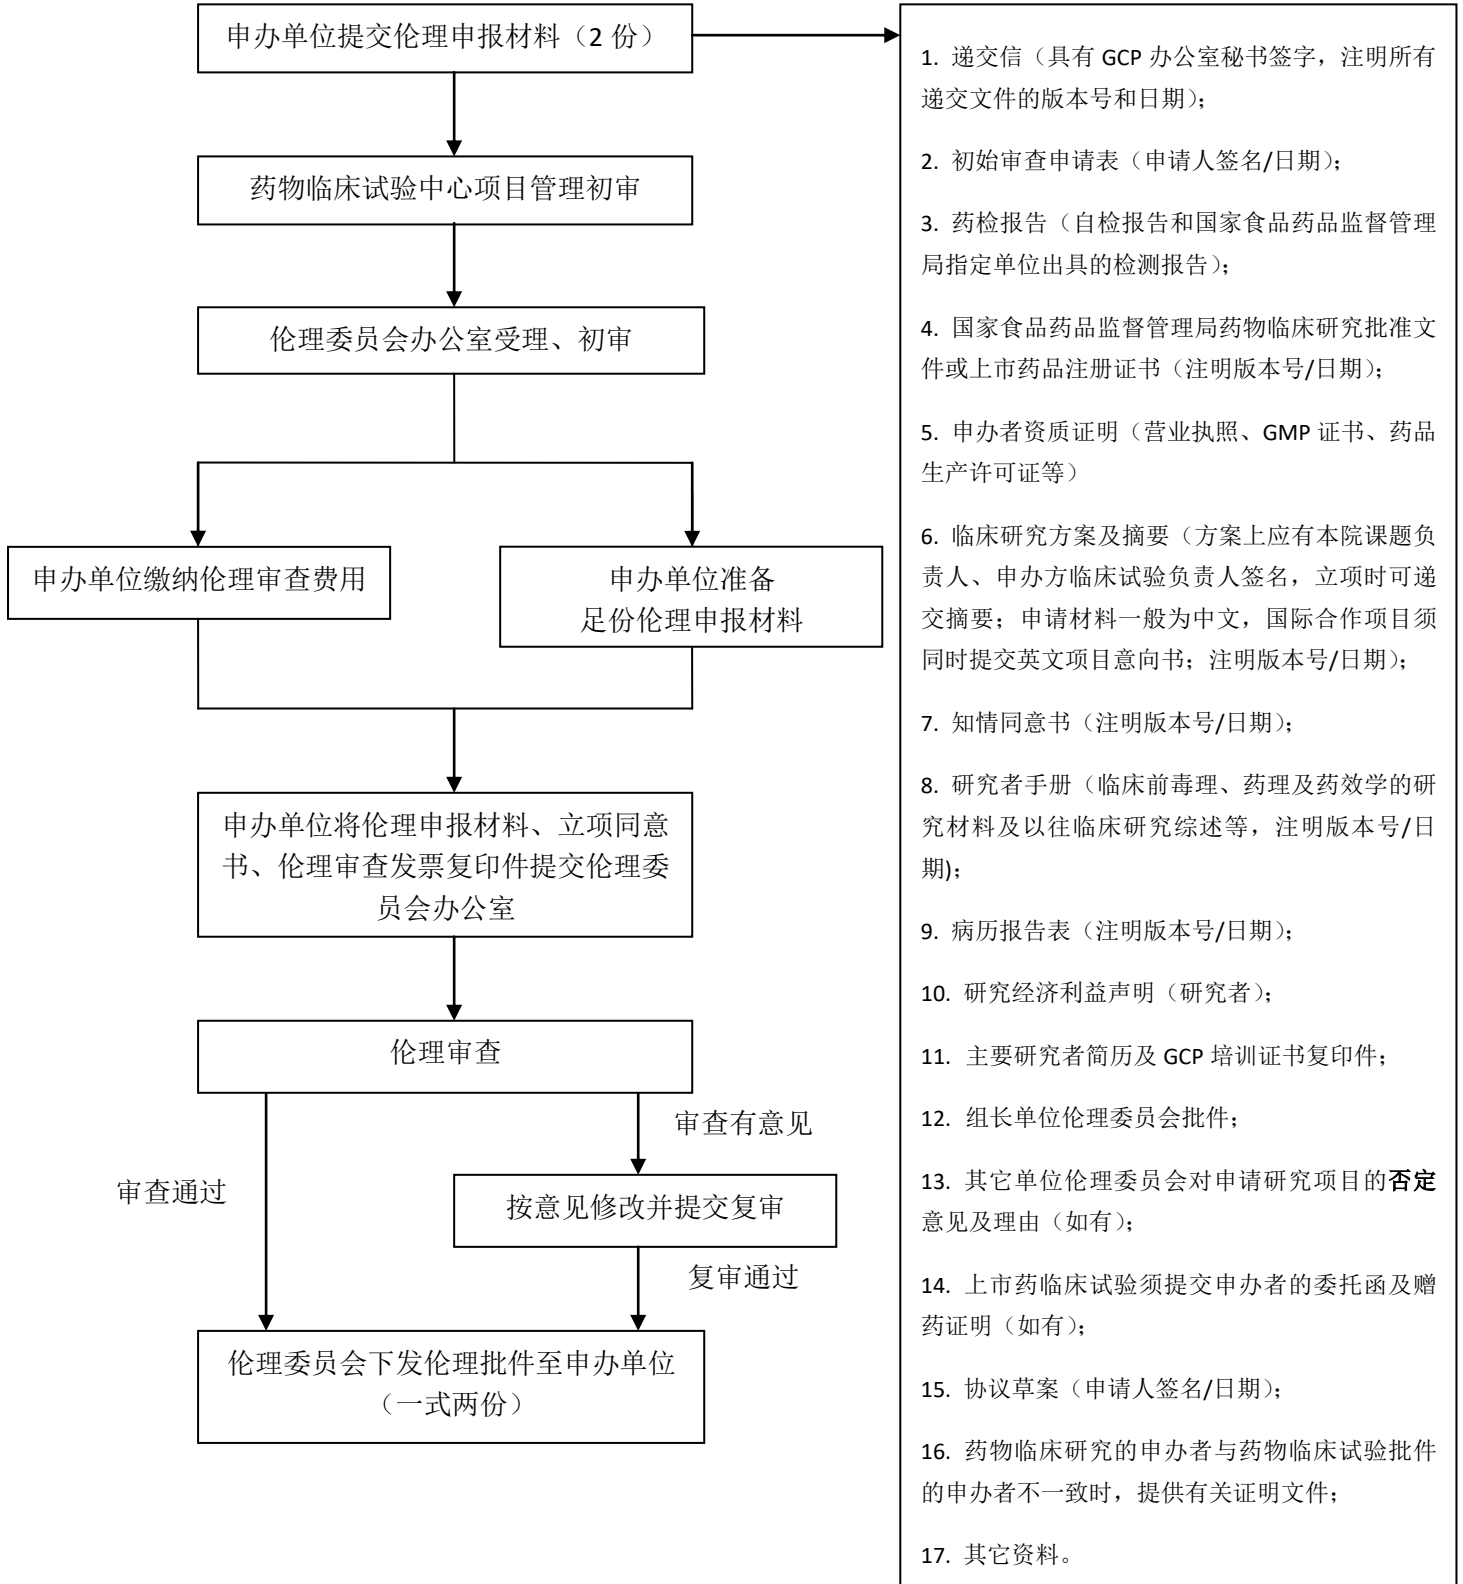 申办单位提交伦理申报材料（2 份）
药物临床试验中心项目管理初审
伦理委员会办公室受理、初审
申办单位缴纳伦理审查费用
申办单位准备
足份伦理申报材料
申办单位将伦理申报材料、立项同意
书、伦理审查发票复印件提交伦理委
员会办公室
伦理审查
审查有意见
审查通过
按意见修改并提交复审
复审通过
伦理委员会下发伦理批件至申办单位
（一式两份）
1. 递交信（具有 GCP 办公室秘书签字，注明所有
递交文件的版本号和日期）；
2. 初始审查申请表（申请人签名/日期）；
3. 药检报告（自检报告和国家食品药品监督管理
局指定单位出具的检测报告）；
4. 国家食品药品监督管理局药物临床研究批准文
件或上市药品注册证书（注明版本号/日期）；
5. 申办者资质证明（营业执照、GMP 证书、药品
生产许可证等）
6. 临床研究方案及摘要（方案上应有本院课题负
责人、申办方临床试验负责人签名，立项时可递
交摘要；申请材料一般为中文，国际合作项目须
同时提交英文项目意向书；注明版本号/日期）；
7. 知情同意书（注明版本号/日期）；
8. 研究者手册（临床前毒理、药理及药效学的研
究材料及以往临床研究综述等，注明版本号/日
期)；
9. 病历报告表（注明版本号/日期）；
10. 研究经济利益声明（研究者）；
11. 主要研究者简历及 GCP 培训证书复印件；
12. 组长单位伦理委员会批件；
13. 其它单位伦理委员会对申请研究项目的否定
意见及理由（如有）；
14. 上市药临床试验须提交申办者的委托函及赠
药证明（如有）；
15. 协议草案（申请人签名/日期）；
16. 药物临床研究的申办者与药物临床试验批件
的申办者不一致时，提供有关证明文件；
17. 其它资料。